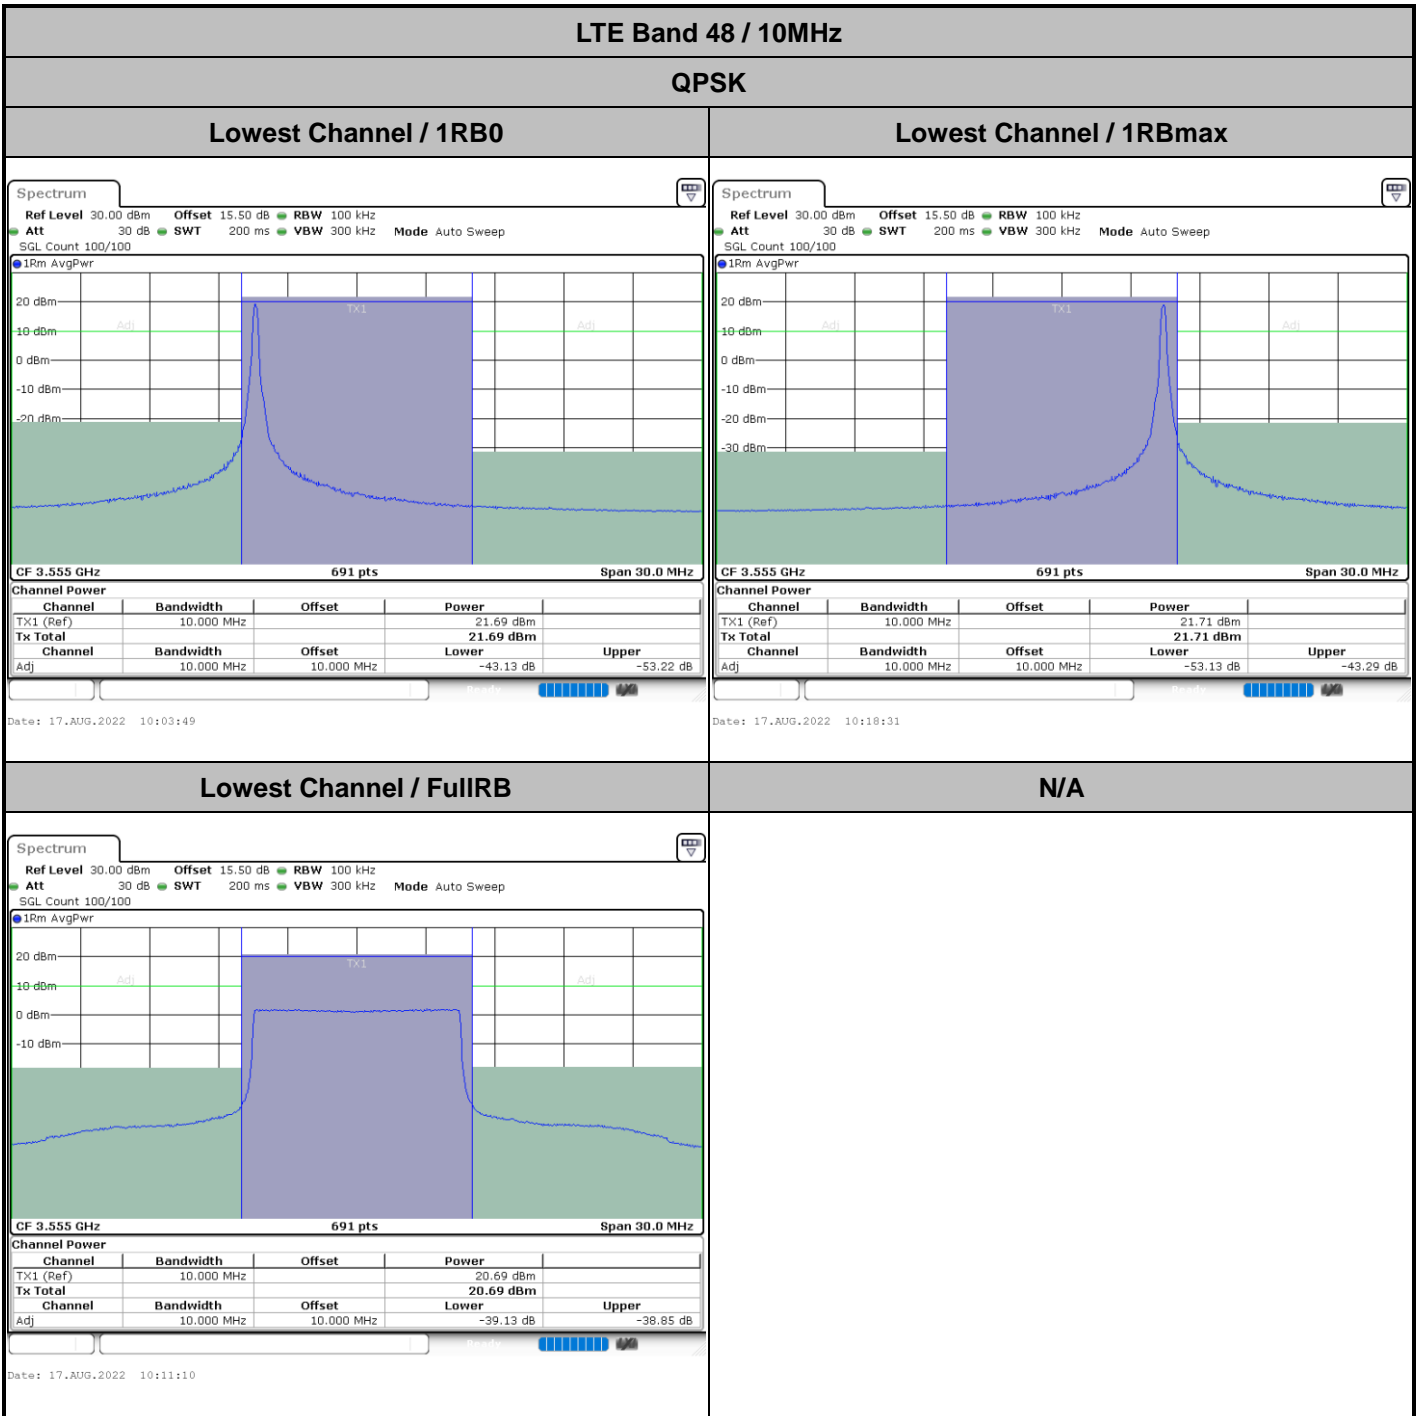 LTE Band 48 / 10MHz
QPSK
Lowest Channel / 1RB0
Lowest Channel / 1RBmax
Spectrum
Ref Level 30.00 dBm Offset 15.50 dB RBW 100 kHz
Att 30 dB SWT 200 ms VBW 300 kHz Mode Auto Sweep
SGL Count 100/100
1Rm AvgPwr
20 dBm
10 dBm
0 dBm
-10 dBm
-20 dBm
Adj
TX1
Adj
CF 3.555 GHz 691 pts Span 30.0 MHz
Channel Power
Channel Bandwidth Offset Power
TX1 (Ref) 10.000 MHz 21.69 dBm
Tx Total 21.69 dBm
Channel Bandwidth Offset Lower Upper
Adj 10.000 MHz 10.000 MHz -43.13 dB -53.22 dB
Ready
Date: 17.AUG.2022 10:03:49
Spectrum
Ref Level 30.00 dBm Offset 15.50 dB RBW 100 kHz
Att 30 dB SWT 200 ms VBW 300 kHz Mode Auto Sweep
SGL Count 100/100
1Rm AvgPwr
20 dBm
10 dBm
0 dBm
-10 dBm
-20 dBm
-30 dBm
Adj
TX1
Adj
CF 3.555 GHz 691 pts Span 30.0 MHz
Channel Power
Channel Bandwidth Offset Power
TX1 (Ref) 10.000 MHz 21.71 dBm
Tx Total 21.71 dBm
Channel Bandwidth Offset Lower Upper
Adj 10.000 MHz 10.000 MHz -53.13 dB -43.29 dB
Ready
Date: 17.AUG.2022 10:18:31
Lowest Channel / FullRB
N/A
Spectrum
Ref Level 30.00 dBm Offset 15.50 dB RBW 100 kHz
Att 30 dB SWT 200 ms VBW 300 kHz Mode Auto Sweep
SGL Count 100/100
1Rm AvgPwr
20 dBm
10 dBm
0 dBm
-10 dBm
Adj
TX1
Adj
CF 3.555 GHz 691 pts Span 30.0 MHz
Channel Power
Channel Bandwidth Offset Power
TX1 (Ref) 10.000 MHz 20.69 dBm
Tx Total 20.69 dBm
Channel Bandwidth Offset Lower Upper
Adj 10.000 MHz 10.000 MHz -39.13 dB -38.85 dB
Ready
Date: 17.AUG.2022 10:11:10